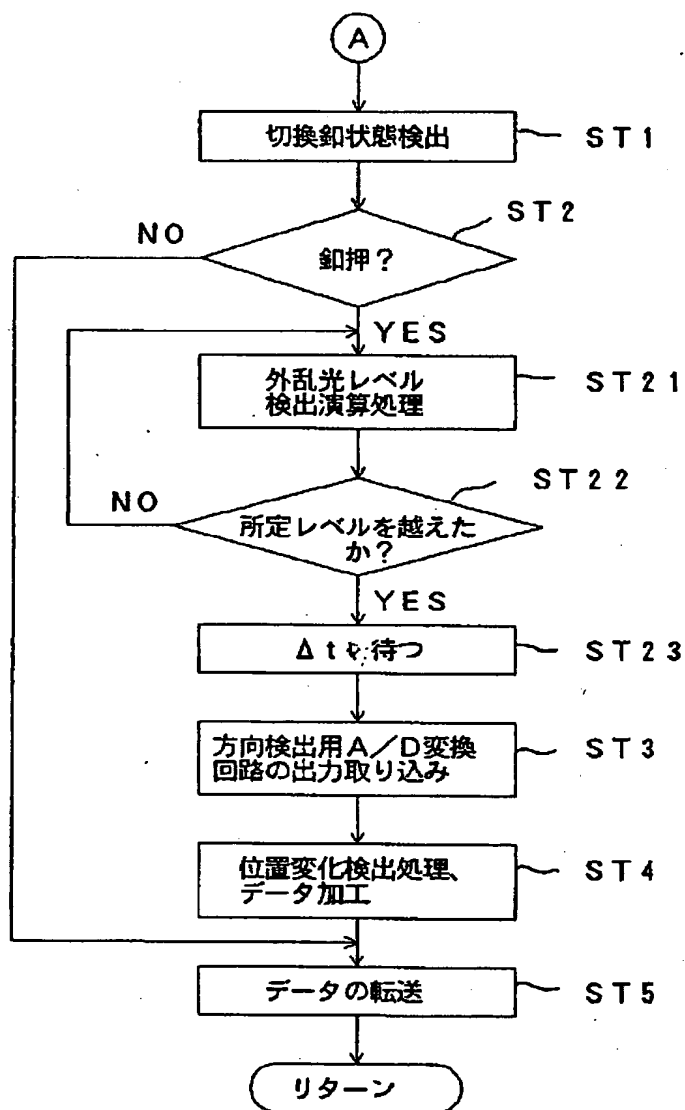 A
切換釦状態検出
ST1
ST2
NO
釦押?
YES
外乱光レベル
検出演算処理
ST21
ST22
NO
所定レベルを越えた
か?
YES
Δtを待つ
ST23
方向検出用A/D変換
回路の出力取り込み
ST3
位置変化検出処理、
データ加工
ST4
データの転送
ST5
リターン